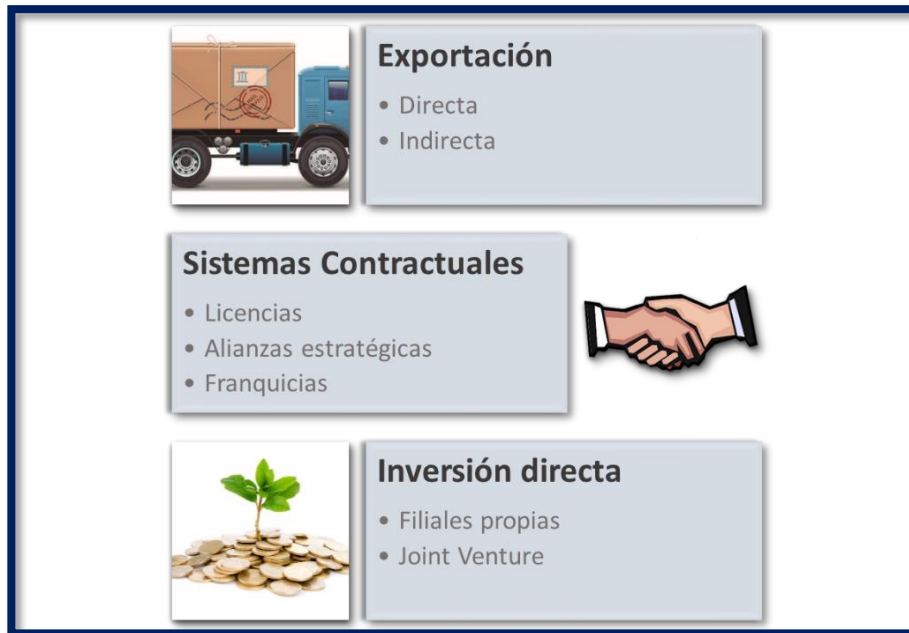 Exportación
• Directa
• Indirecta
Sistemas Contractuales
• Licencias
• Alianzas estratégicas
• Franquicias
Inversión directa
• Filiales propias
• Joint Venture